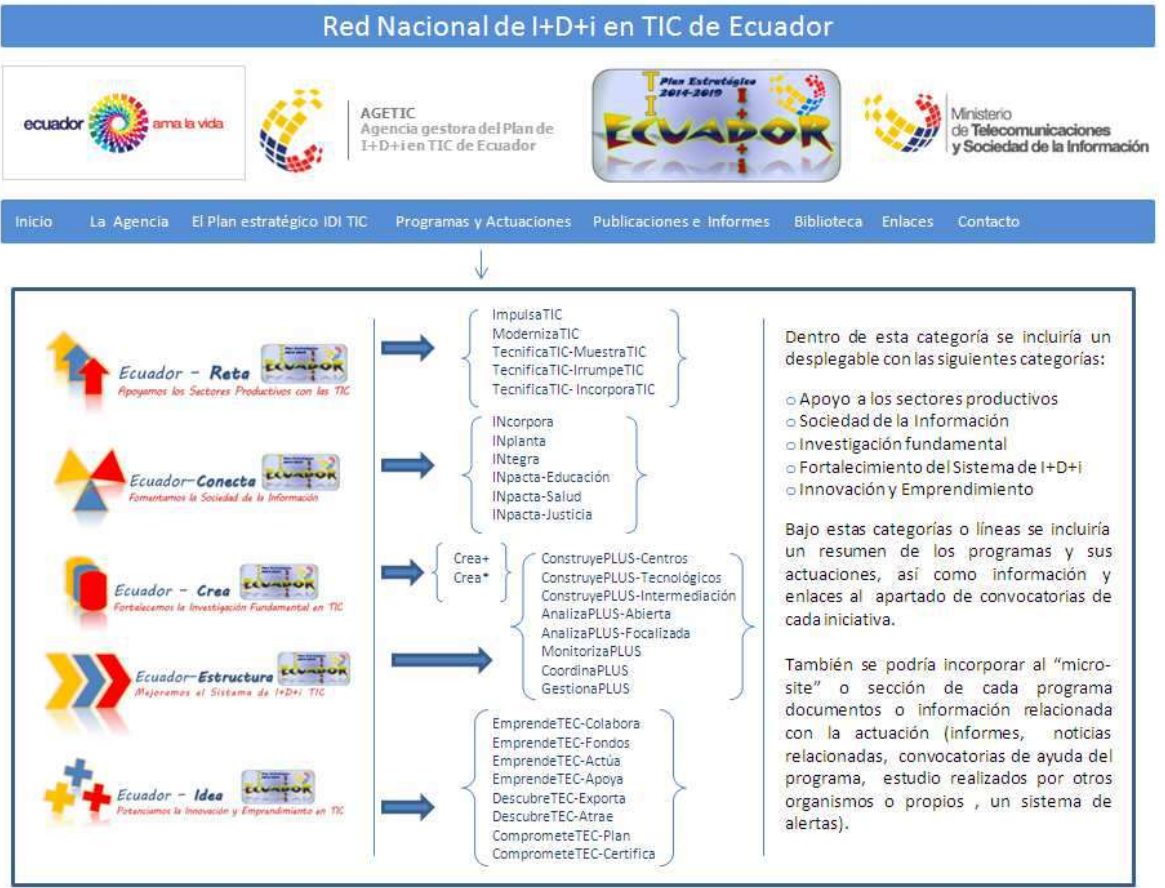 Red Nacional de I+D+i en TIC de Ecuador
ecuador ama la vida
AGETIC
Agencia gestora del Plan de
I+D+i en TIC de Ecuador
Plan Estratégico
2014-2019
TIC
ECUADOR
I+D+i
Ministerio
de Telecomunicaciones
y Sociedad de la Información
Inicio La Agencia El Plan estratégico IDI TIC Programas y Actuaciones Publicaciones e Informes Biblioteca Enlaces Contacto
Ecuador - Reta
Apoyamos los Sectores Productivos con las TIC
ImpulsaTIC
ModernizaTIC
TecnificaTIC-MuestraTIC
TecnificaTIC-IrrumpeTIC
TecnificaTIC- IncorporaTIC
Ecuador-Conecta
Fomentamos la Sociedad de la Información
INcorpora
INplanta
INtegra
INpacta-Educación
INpacta-Salud
INpacta-Justicia
Ecuador - Crea
Fortalecemos la Investigación Fundamental en TIC
Crea+
Crea*
Ecuador-Estructura
Mejoramos el Sistema de I+D+i TIC
ConstruyePLUS-Centros
ConstruyePLUS-Tecnológicos
ConstruyePLUS-Intermediación
AnalizaPLUS-Abierta
AnalizaPLUS-Focalizada
MonitorizaPLUS
CoordinaPLUS
GestionaPLUS
Ecuador - Idea
Potenciamos la Innovación y Emprendimiento en TIC
EmprendeTEC-Colabora
EmprendeTEC-Fondos
EmprendeTEC-Actúa
EmprendeTEC-Apoya
DescubreTEC-Exporta
DescubreTEC-Atrae
ComprometeTEC-Plan
ComprometeTEC-Certifica
Dentro de esta categoría se incluiría un
desplegable con las siguientes categorías:
o Apoyo a los sectores productivos
o Sociedad de la Información
o Investigación fundamental
o Fortalecimiento del Sistema de I+D+i
o Innovación y Emprendimiento
Bajo estas categorías o líneas se incluiría
un resumen de los programas y sus
actuaciones, así como información y
enlaces al apartado de convocatorias de
cada iniciativa.
También se podría incorporar al “micro-
site” o sección de cada programa
documentos o información relacionada
con la actuación (informes, noticias
relacionadas, convocatorias de ayuda del
programa, estudio realizados por otros
organismos o propios , un sistema de
alertas).